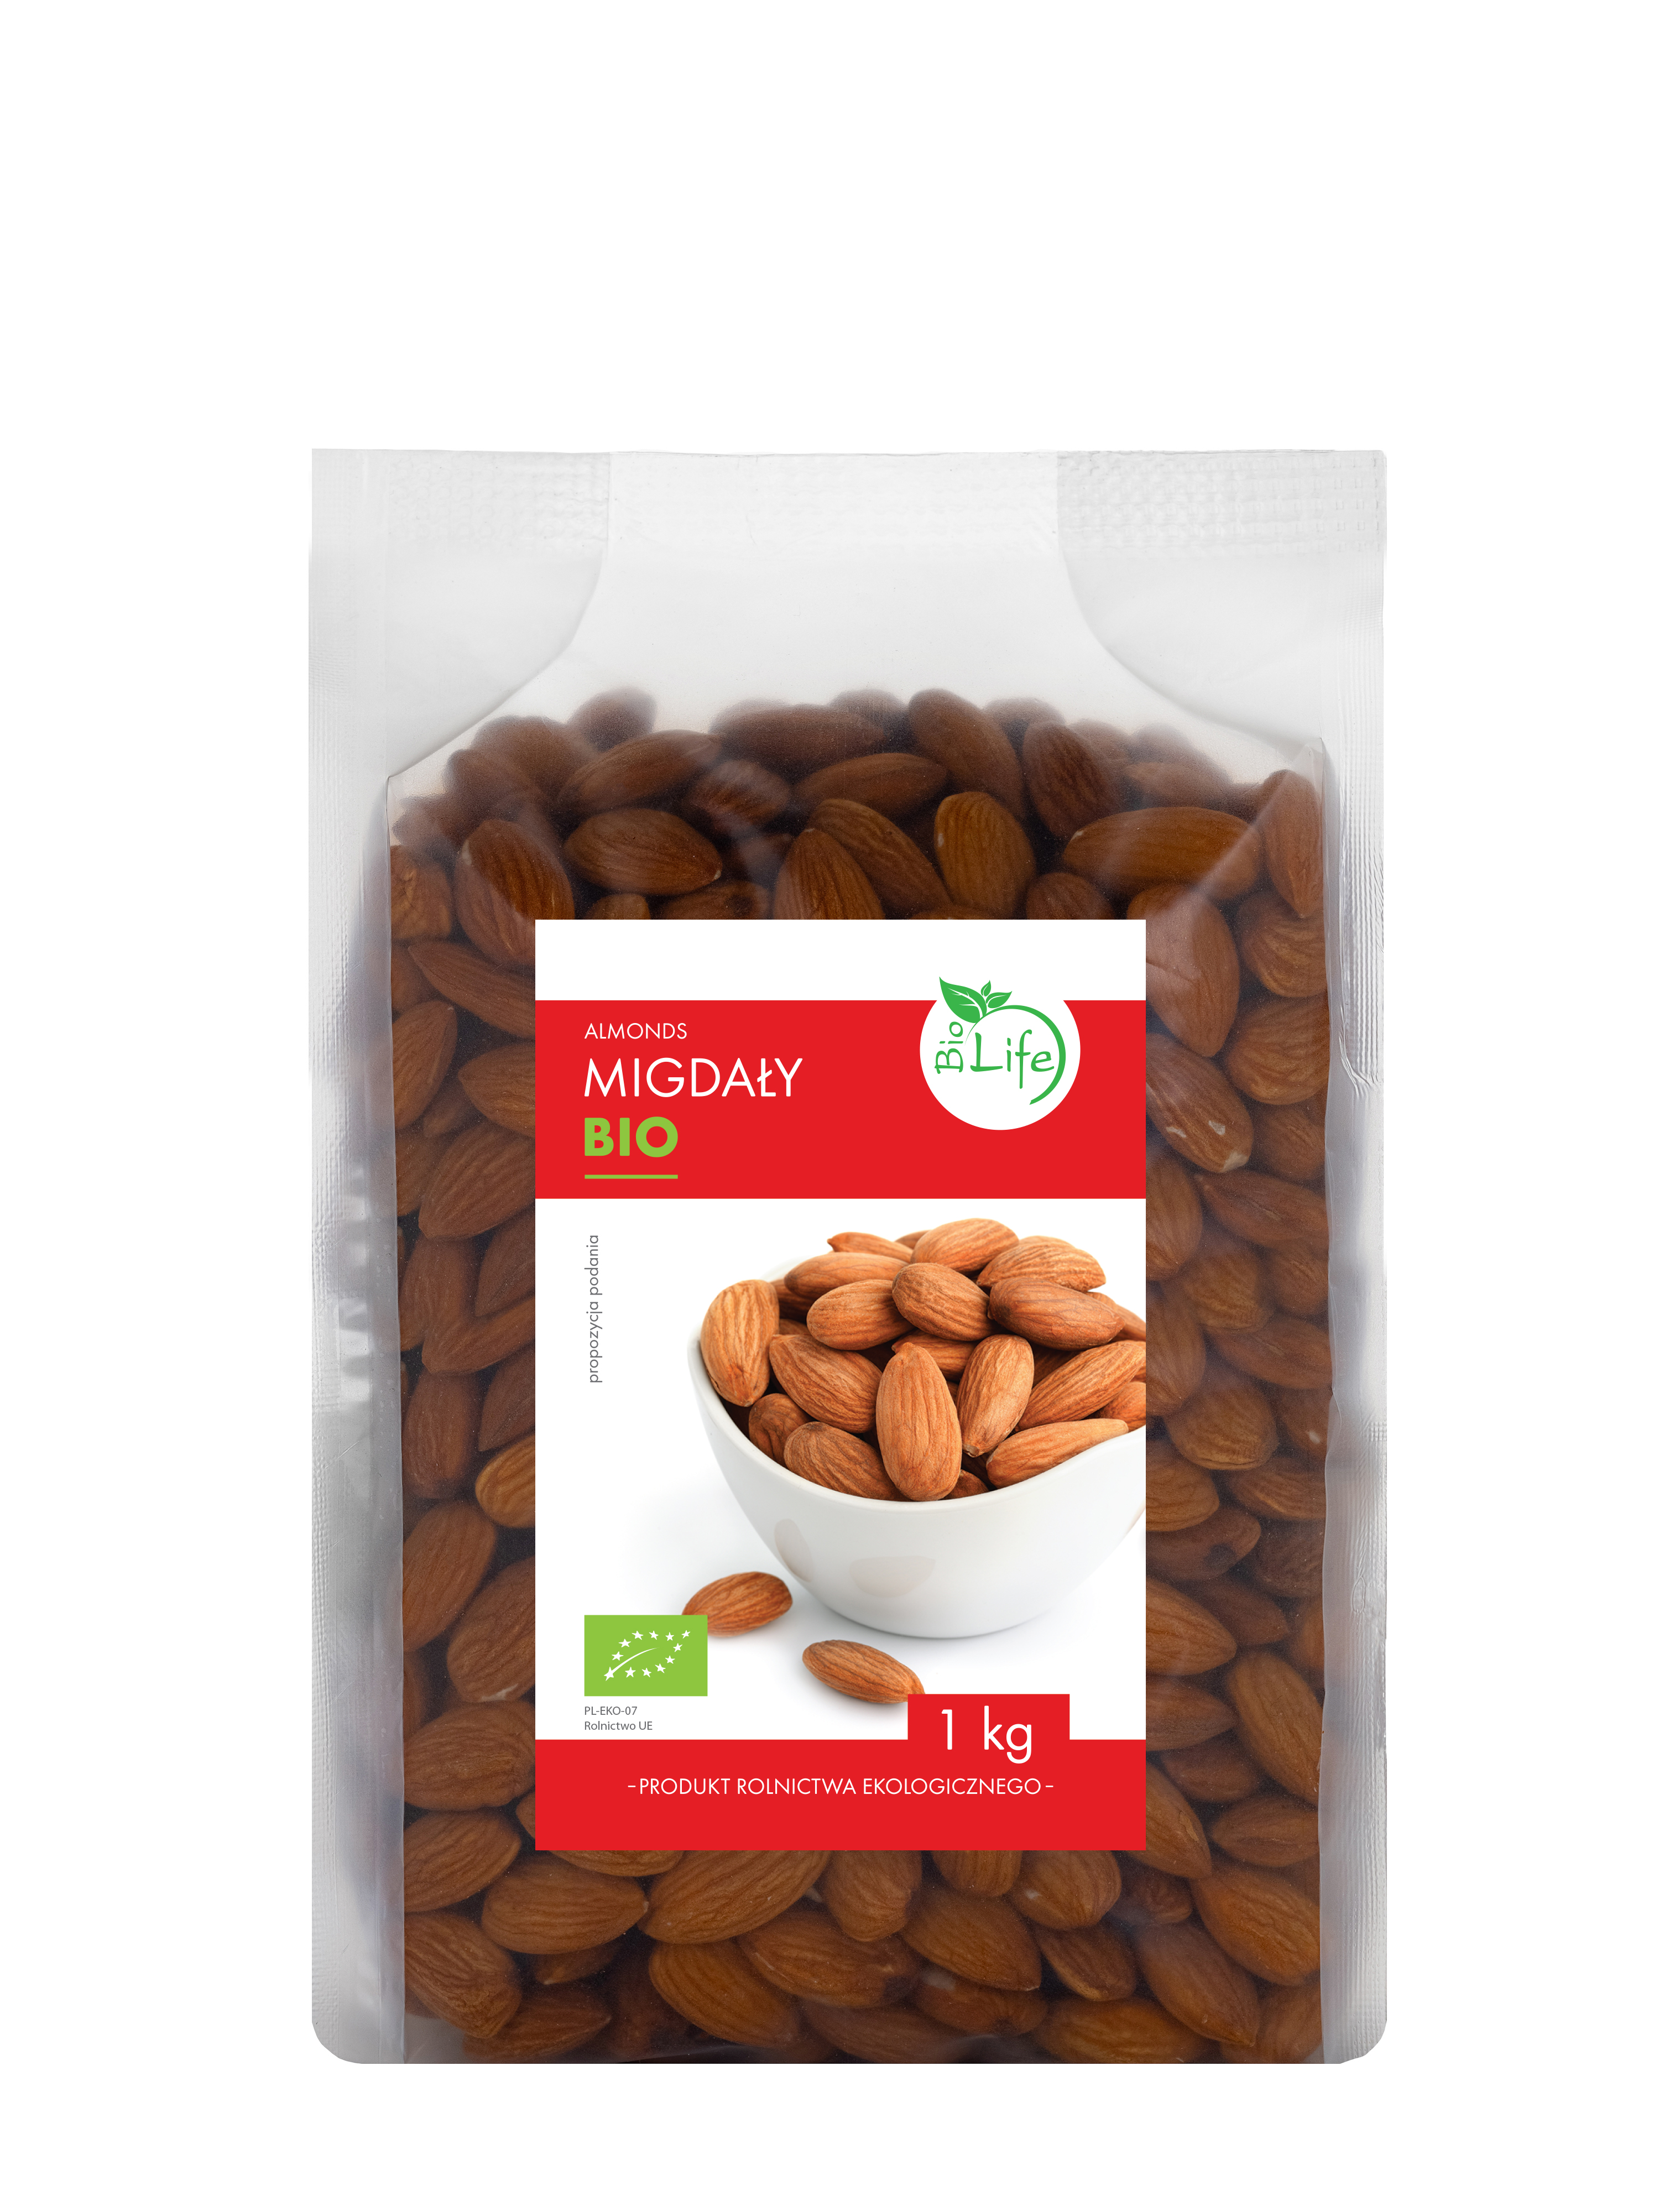 ALMONDS
MIGDAŁY
BIO
Bio Life
propozycja podania
PL-EKO-07
Rolnictwo UE
1 kg
-PRODUKT ROLNICTWA EKOLOGICZNEGO-